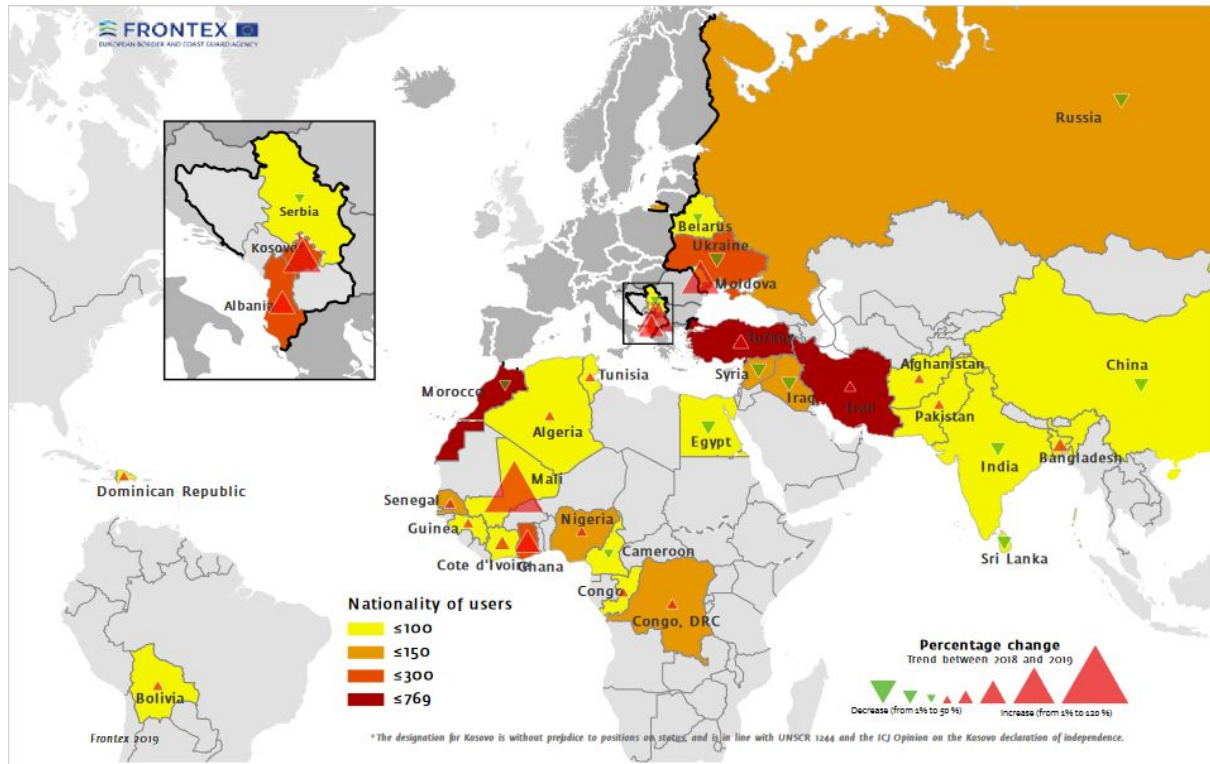 FRONTEX
EUROPEAN BORDER AND COAST GUARD AGENCY
Russia
Serbia
Kosovo
Albania
Belarus
Ukraine
Moldova
Turkey
Syria
Iraq
Iran
Afghanistan
Pakistan
China
India
Bangladesh
Sri Lanka
Morocco
Tunisia
Algeria
Egypt
Mali
Senegal
Guinea
Cote d'Ivoire
Ghana
Nigeria
Cameroon
Congo
Congo, DRC
Dominican Republic
Bolivia
Nationality of users
≤100
≤150
≤300
≤769
Percentage change
Trend between 2018 and 2019
Decrease (from 1% to 50 %)
Increase (from 1% to 120 %)
Frontex 2019
*The designation for Kosovo is without prejudice to positions on status, and is in line with UNSCR 1244 and the ICJ Opinion on the Kosovo declaration of independence.